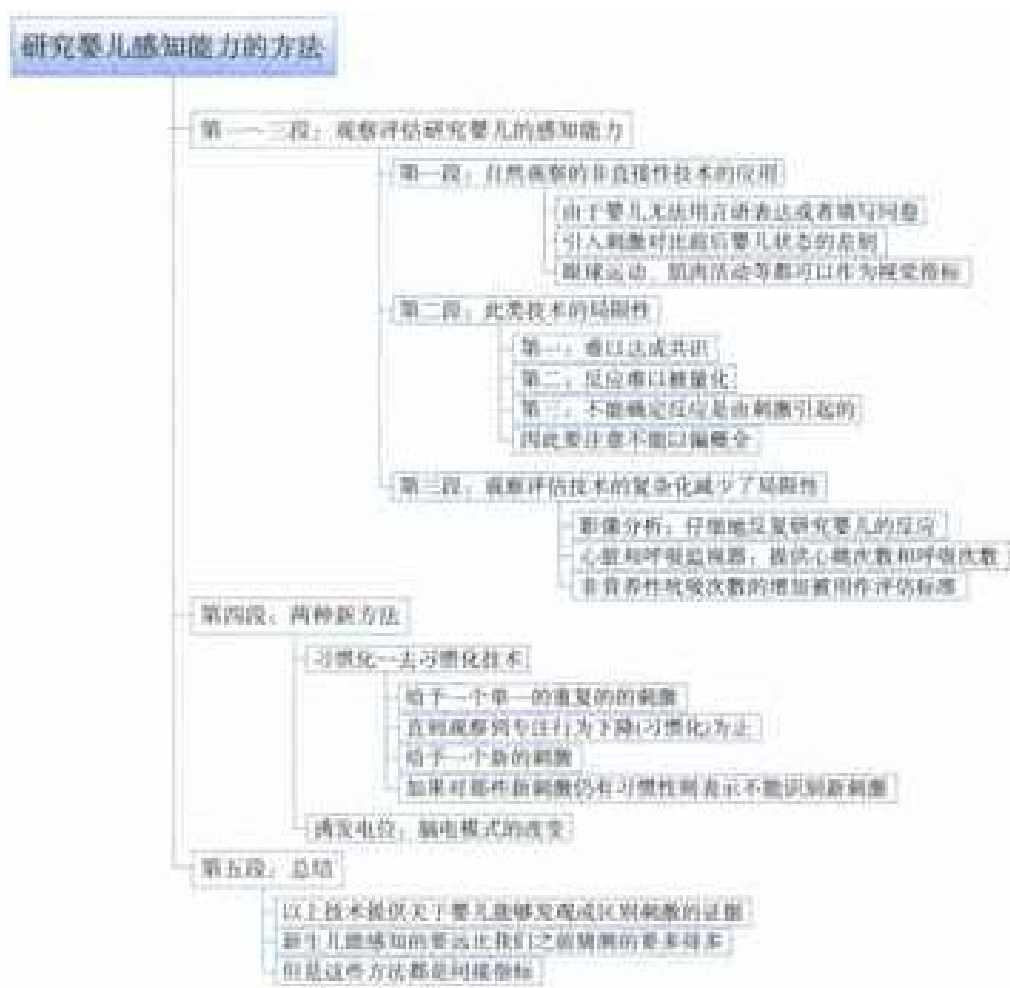 研究婴儿感知能力的方法
第一一三段：观察评估研究婴儿的感知能力
第一段：自然观察的非直接性技术的应用
由于婴儿无法用言语表达或者填写问卷
引入刺激对比前后婴儿状态的差别
眼球运动、肌肉活动等都可以作为视觉指标
第二段：此类技术的局限性
第一：难以达成共识
第二：反应难以被量化
第三：不能确定反应是由刺激引起的
因此要注意不能以偏概全
第三段：观察评估技术的复杂化减少了局限性
影像分析：仔细地反复研究婴儿的反应
心脏和呼吸监视器：提供心跳次数和呼吸次数
非营养性吮吸次数的增加被用作评估标准
第四段：两种新方法
习惯化一去习惯化技术
给予一个单一的重复的的刺激
直到观察到专注行为下降(习惯化)为止
给予一个新的刺激
如果对那些新刺激仍有习惯性则表示不能识别新刺激
诱发电位：脑电模式的改变
第五段：总结
以上技术提供关于婴儿能够发现或区别刺激的证据
新生儿能感知的要远比我们之前猜测的要多得多
但是这些方法都是间接指标